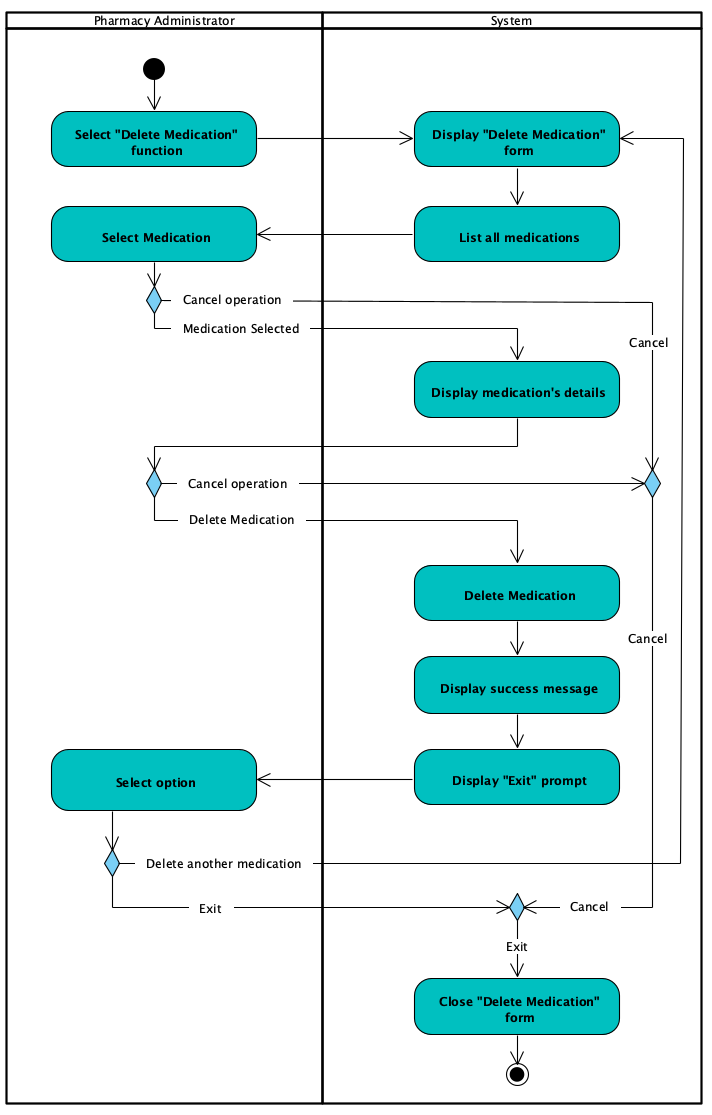 Pharmacy Administrator
System
Select "Delete Medication"
function
Display "Delete Medication"
form
Select Medication
List all medications
Cancel operation
Medication Selected
Cancel
Display medication's details
Cancel operation
Delete Medication
Delete Medication
Cancel
Display success message
Select option
Display "Exit" prompt
Delete another medication
Exit
Cancel
Exit
Close "Delete Medication"
form